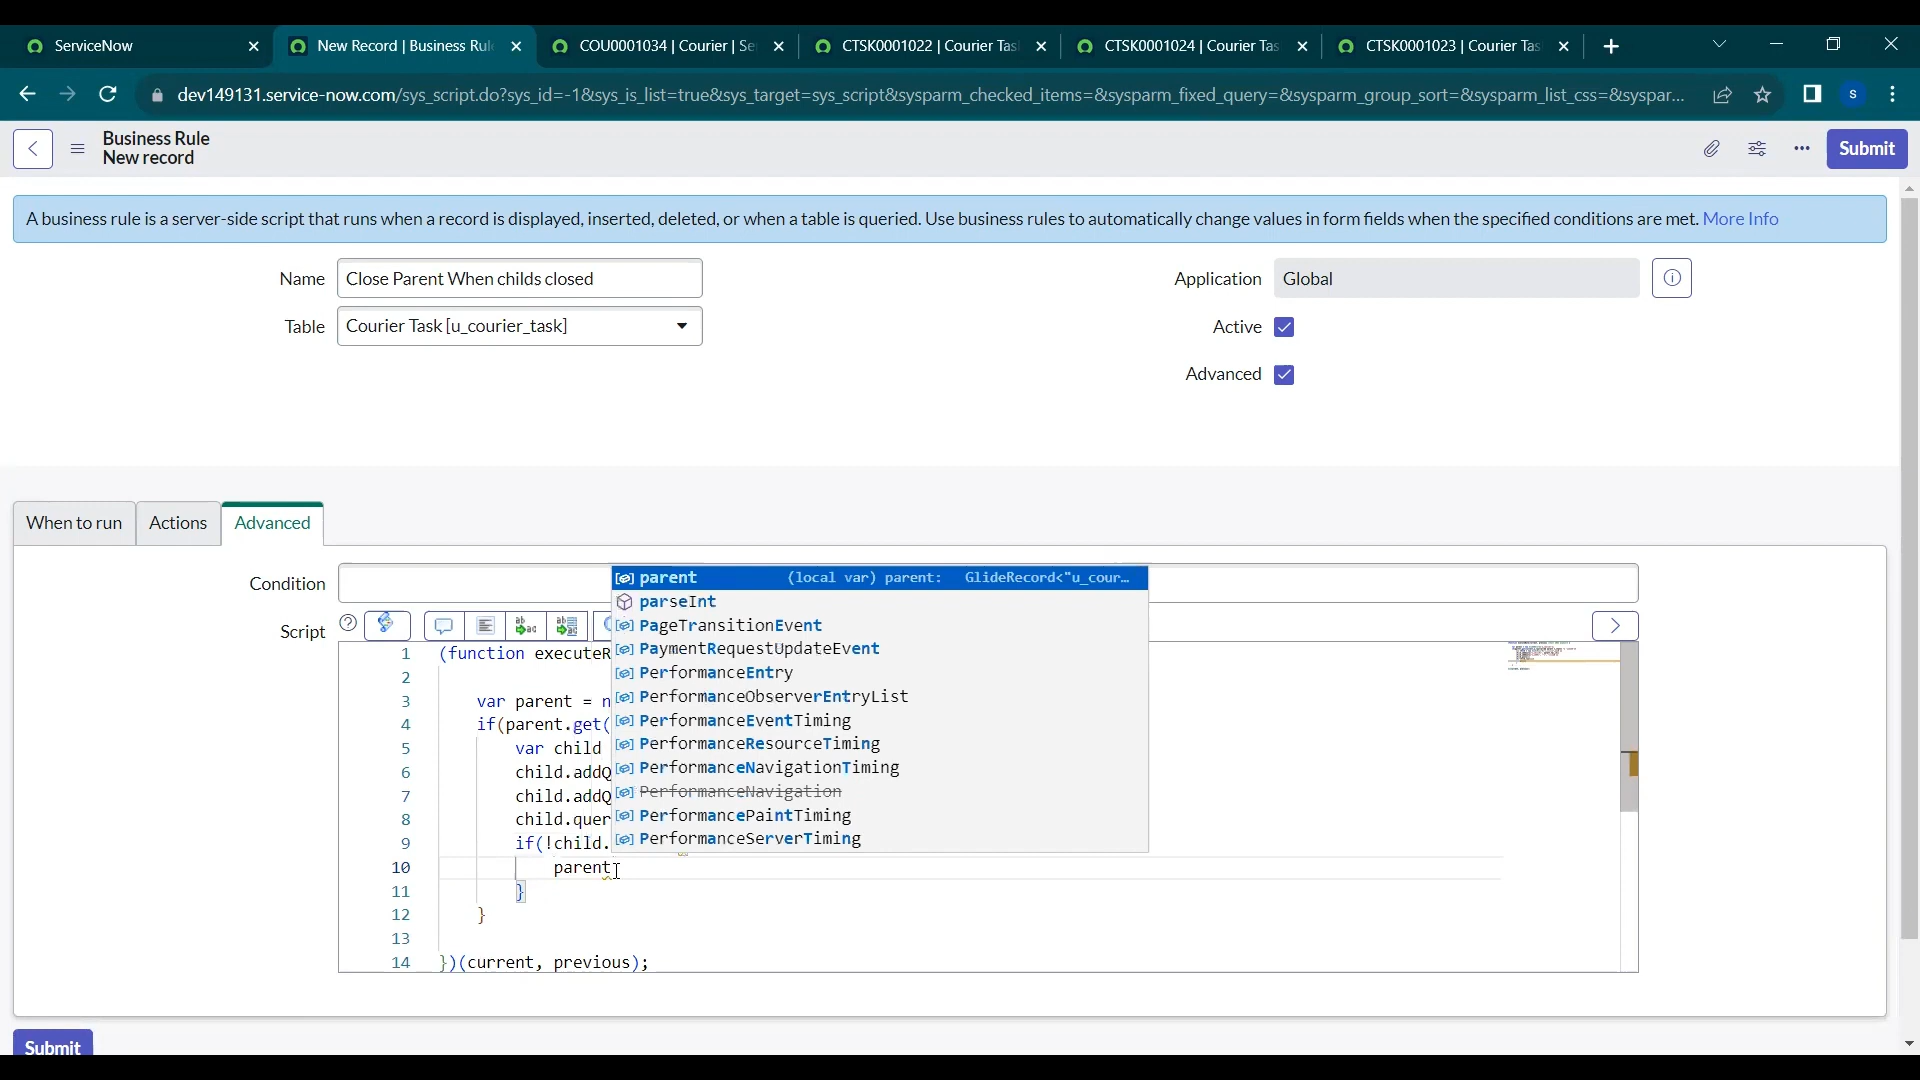 ServiceNow
New Record | Business Rul
COU0001034 | Courier | Se
CTSK0001022 | Courier Tas
CTSK0001024 | Courier Tas
CTSK0001023 | Courier Tas
dev149131.service-now.com/sys_script.do?sys_id=-1&sys_is_list=true&sys_target=sys_script&sysparm_checked_items=&sysparm_fixed_query=&sysparm_group_sort=&sysparm_list_css=&syspar...
S
Business Rule
New record
Submit
A business rule is a server-side script that runs when a record is displayed, inserted, deleted, or when a table is queried. Use business rules to automatically change values in form fields when the specified conditions are met. More Info
Name Close Parent When childs closed
Application Global
Table Courier Task [u_courier_task]
Active
Advanced
When to run Actions Advanced
Condition
Script
parent (local var) parent: GlideRecord<"u_cour...
parseInt
PageTransitionEvent
PaymentRequestUpdateEvent
PerformanceEntry
PerformanceObserverEntryList
PerformanceEventTiming
PerformanceResourceTiming
PerformanceNavigationTiming
PerformanceNavigation
PerformancePaintTiming
PerformanceServerTiming
1 (function executeR
2
3 var parent = n
4 if(parent.get(
5 var child
6 child.addQ
7 child.addQ
8 child.quer
9 if(!child.
10 parent
11 }
12 }
13
14 })(current, previous);
Submit